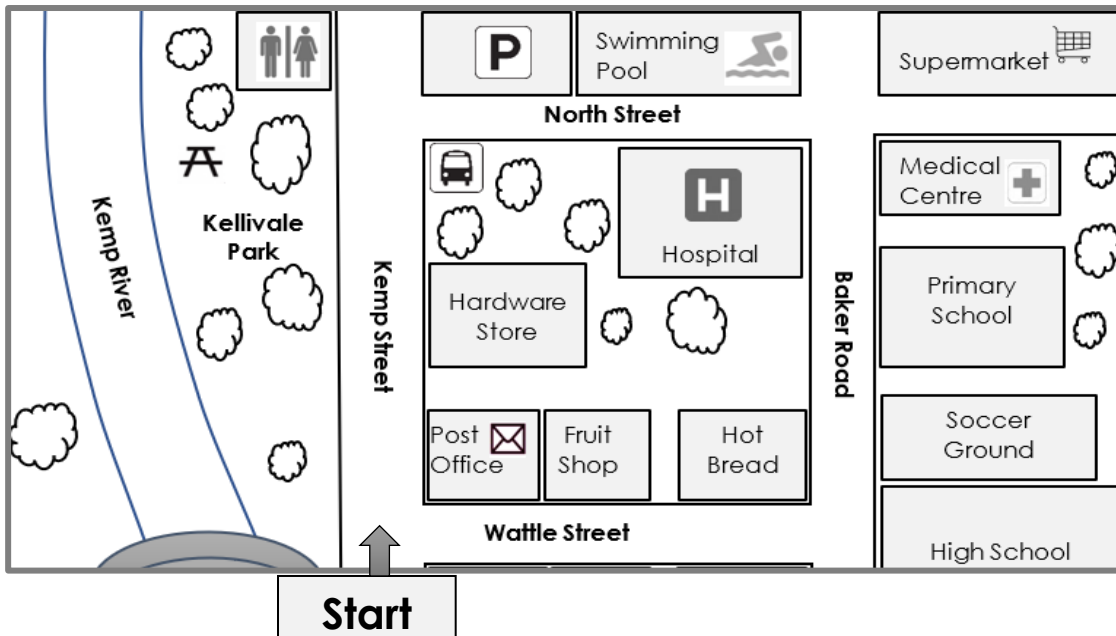 P
Swimming
Pool
Supermarket
North Street
Medical
Centre
H
Hospital
Kellivale
Park
Kemp River
Kemp Street
Hardware
Store
Baker Road
Primary
School
Post
Office
Fruit
Shop
Hot
Bread
Soccer
Ground
Wattle Street
High School
Start